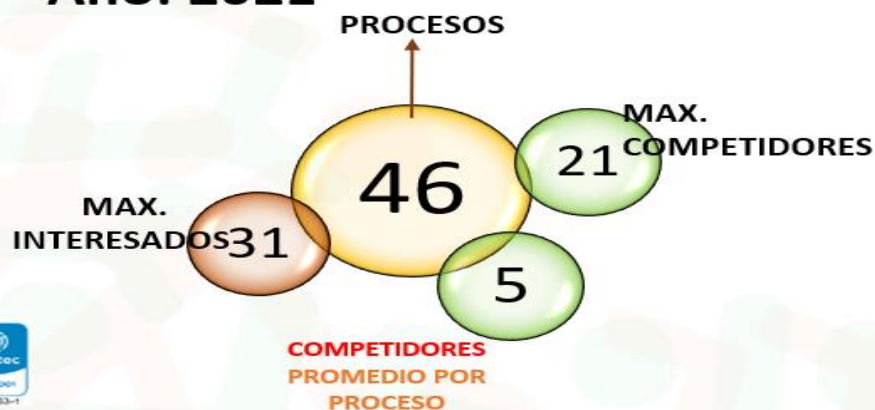 PROCESOS
MAX.
COMPETIDORES
21
46
MAX.
INTERESADOS
31
5
COMPETIDORES
PROMEDIO POR
PROCESO